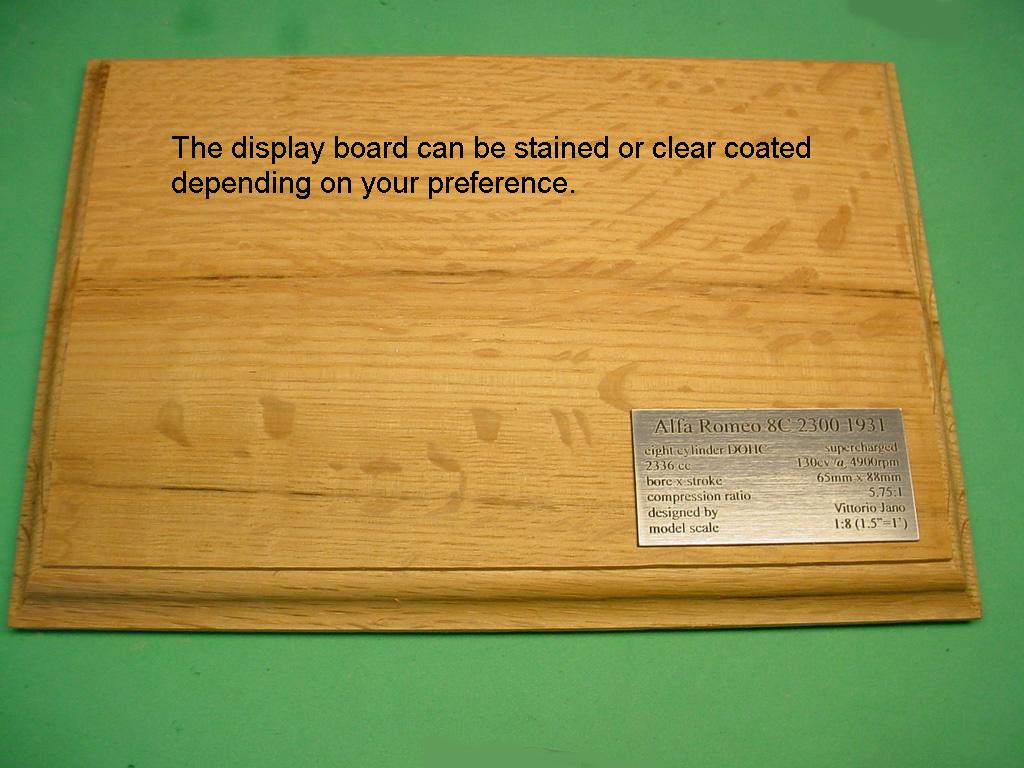 The display board can be stained or clear coated
depending on your preference.
Alfa Romeo 8C 2300 1931
eight cylinder DOHC supercharged
2336 cc 130cv @ 4900rpm
bore x stroke 65mm x 88mm
compression ratio 5.75:1
designed by Vittorio Jano
model scale 1:8 (1.5"=1')